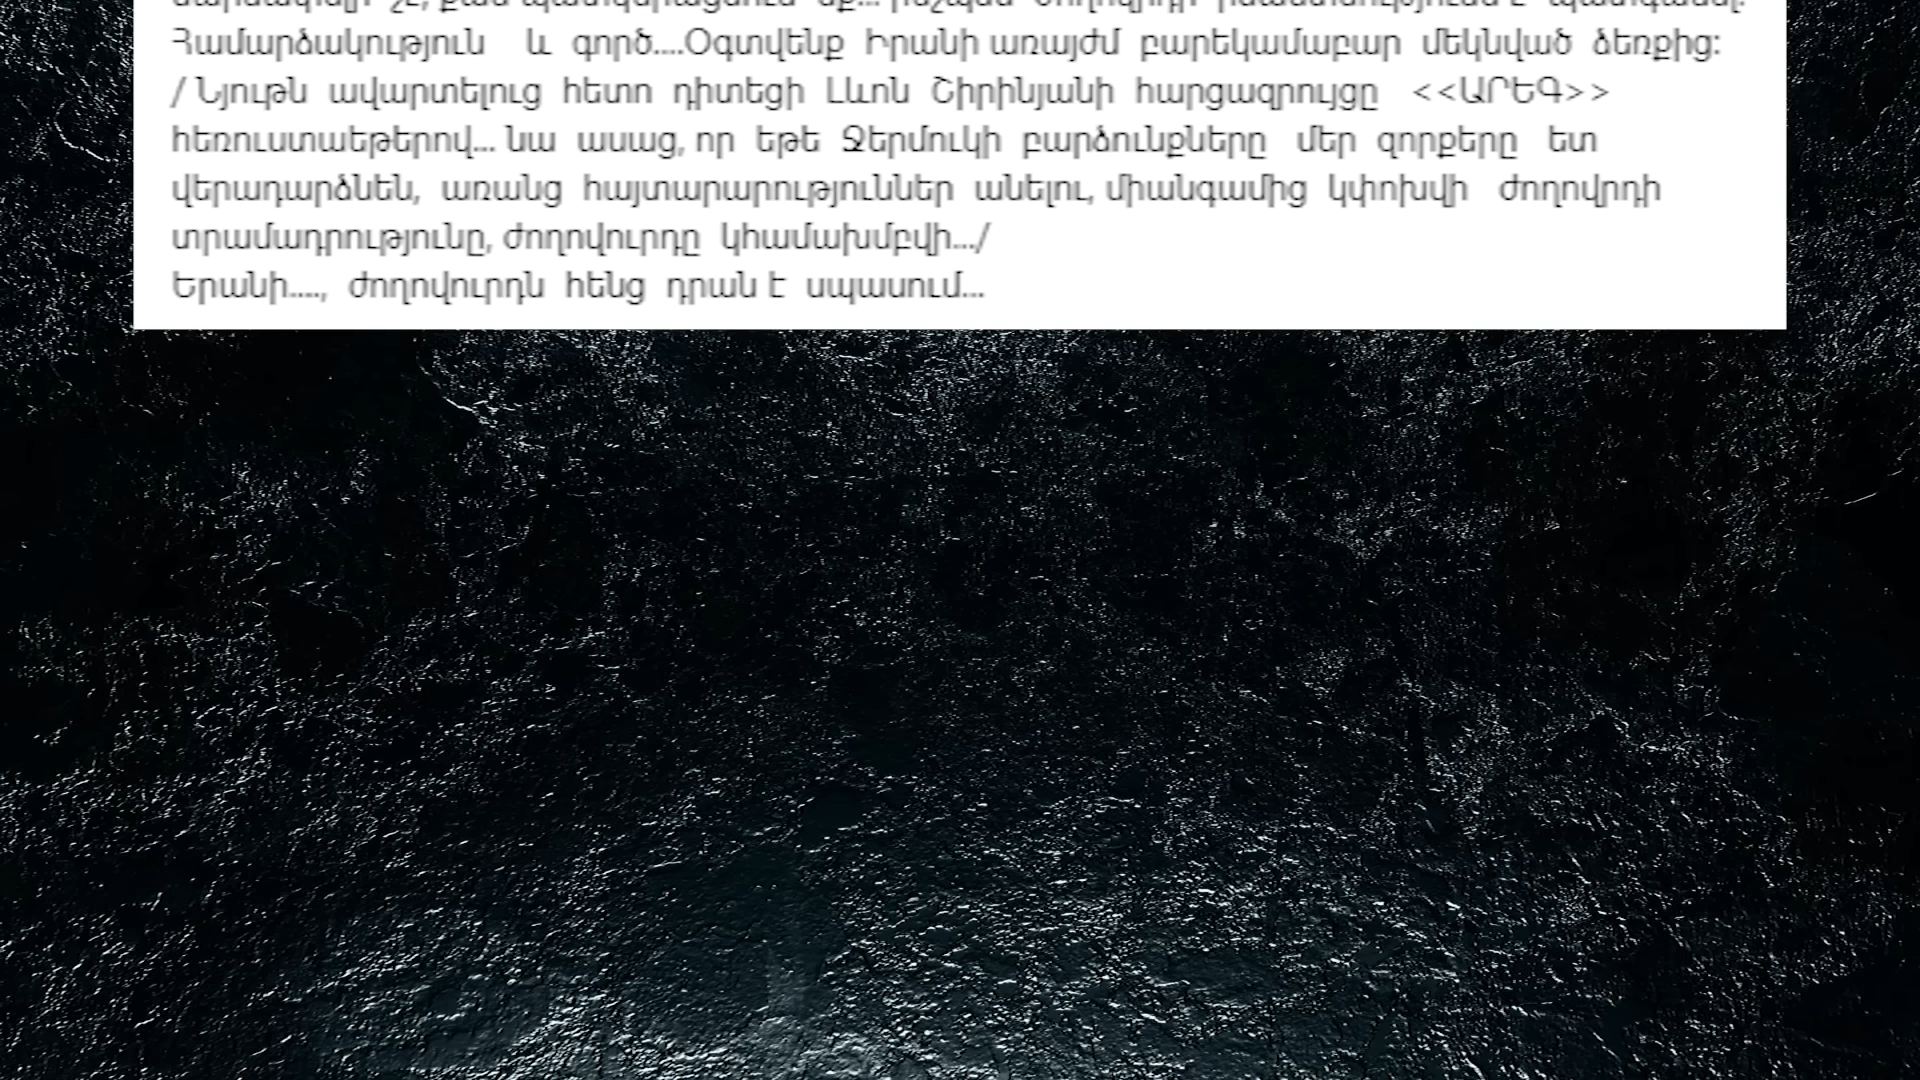 Համարձակություն և գործ....Օգտվենք Իրանի առայժմ բարեկամաբար մեկնված ձեռքից:
/ Նյութն ավարտելուց հետո դիտեցի Լևոն Շիրինյանի հարցազրույցը <<ԱՐԵԳ>>
հեռուստաեթերով... նա ասաց, որ եթե Ջերմուկի բարձունքները մեր զորքերը ետ
վերադարձնեն, առանց հայտարարություններ անելու, միանգամից կփոխվի ժողովրդի
տրամադրությունը, ժողովուրդը կհամախմբվի.../
Երանի...., ժողովուրդն հենց դրան է սպասում...